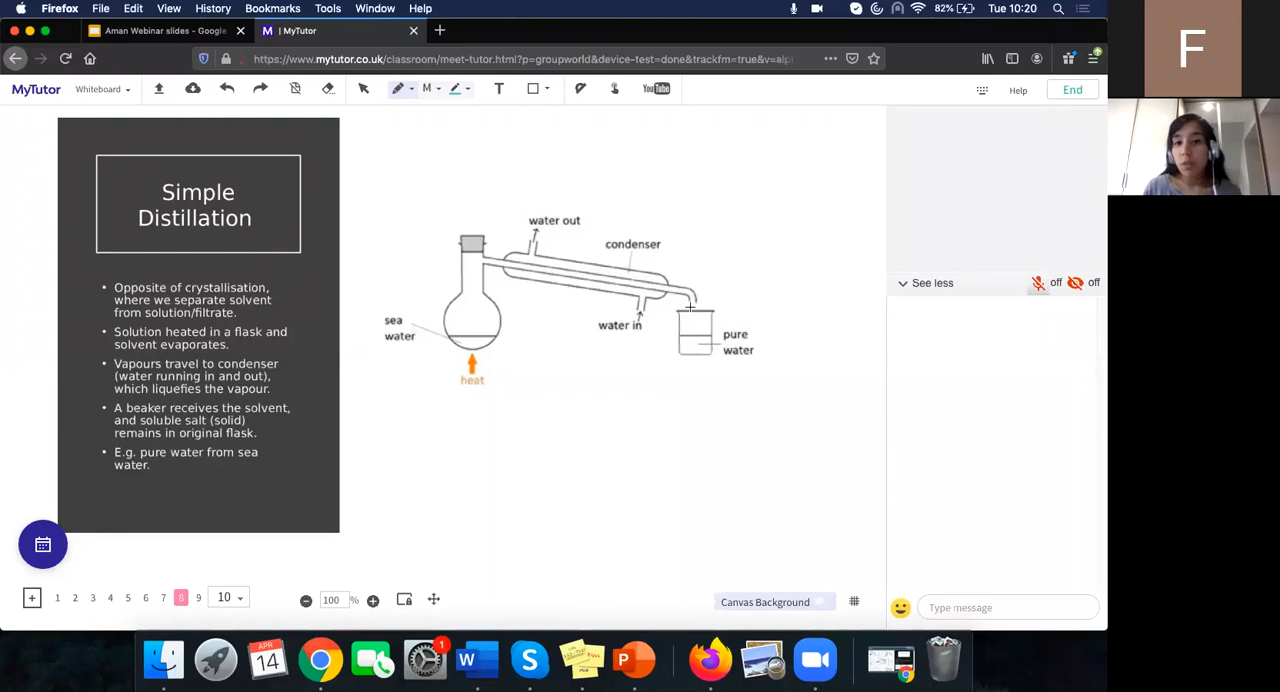 Firefox File Edit View History Bookmarks Tools Window Help
82%
Tue 10:20
Aman Webinar slides - Google
| MyTutor
https://www.mytutor.co.uk/classroom/meet-tutor.html?p=groupworld&device-test=done&trackfm=true&v=alp
MyTutor
Whiteboard
M
T
YouTube
Help
End
F
Simple
Distillation
• Opposite of crystallisation,
where we separate solvent
from solution/filtrate.
• Solution heated in a flask and
solvent evaporates.
• Vapours travel to condenser
(water running in and out),
which liquefies the vapour.
• A beaker receives the solvent,
and soluble salt (solid)
remains in original flask.
• E.g. pure water from sea
water.
water out
condenser
sea
water
water in
pure
water
heat
See less
off
off
1 2 3 4 5 6 7 8 9 10
100 %
Canvas Background
Type message
APR
14
1
W
S
P